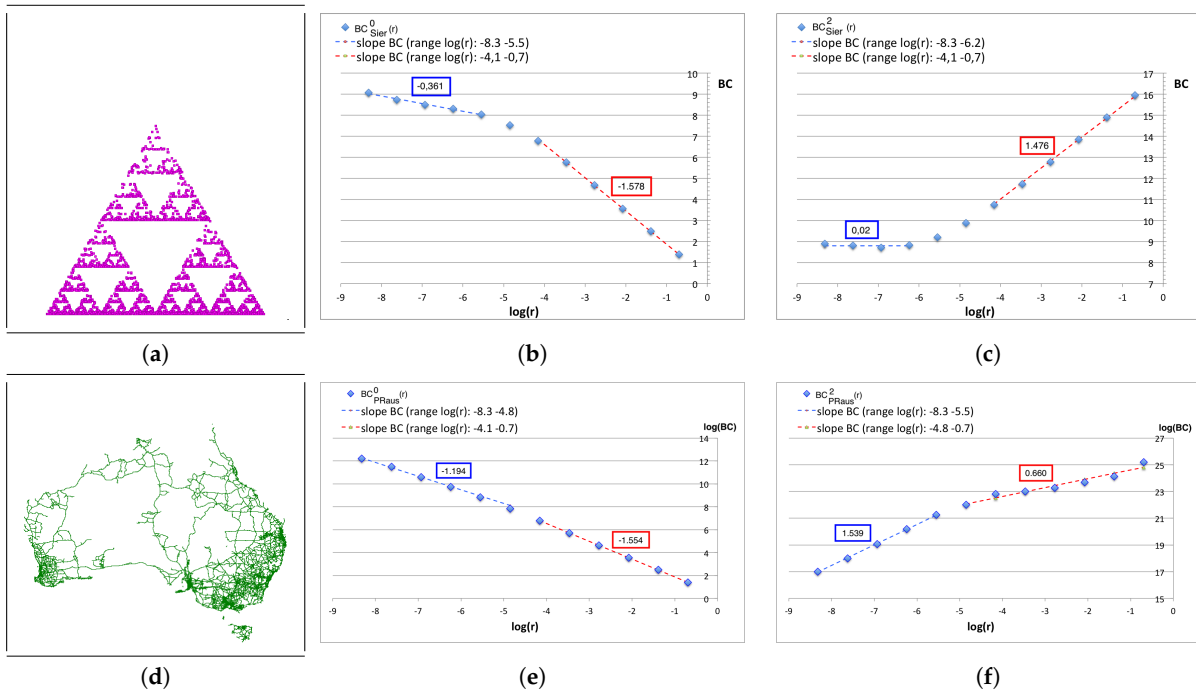 BC⁰Sier(r)
slope BC (range log(r): -8.3 -5.5)
slope BC (range log(r): -4,1 -0,7)
BC
-0,361
-1.578
10
9
8
7
6
5
4
3
2
1
0
-9 -8 -7 -6 -5 -4 -3 -2 -1 0
log(r)
BC²Sier(r)
slope BC (range log(r): -8.3 -6.2)
slope BC (range log(r): -4,1 -0,7)
BC
0,02
1.476
17
16
15
14
13
12
11
10
9
8
7
-9 -8 -7 -6 -5 -4 -3 -2 -1 0
log(r)
(a)
(b)
(c)
BC⁰PRaus(r)
slope BC (range log(r): -8.3 -4.8)
slope BC (range log(r): -4.1 -0.7)
log(BC)
-1.194
-1.554
14
12
10
8
6
4
2
0
-9 -8 -7 -6 -5 -4 -3 -2 -1 0
log(r)
BC²PRaus(r)
slope BC (range log(r): -8.3 -5.5)
slope BC (range log(r): -4.8 -0.7)
log(BC)
1.539
0.660
27
25
23
21
19
17
15
-9 -8 -7 -6 -5 -4 -3 -2 -1 0
log(r)
(d)
(e)
(f)